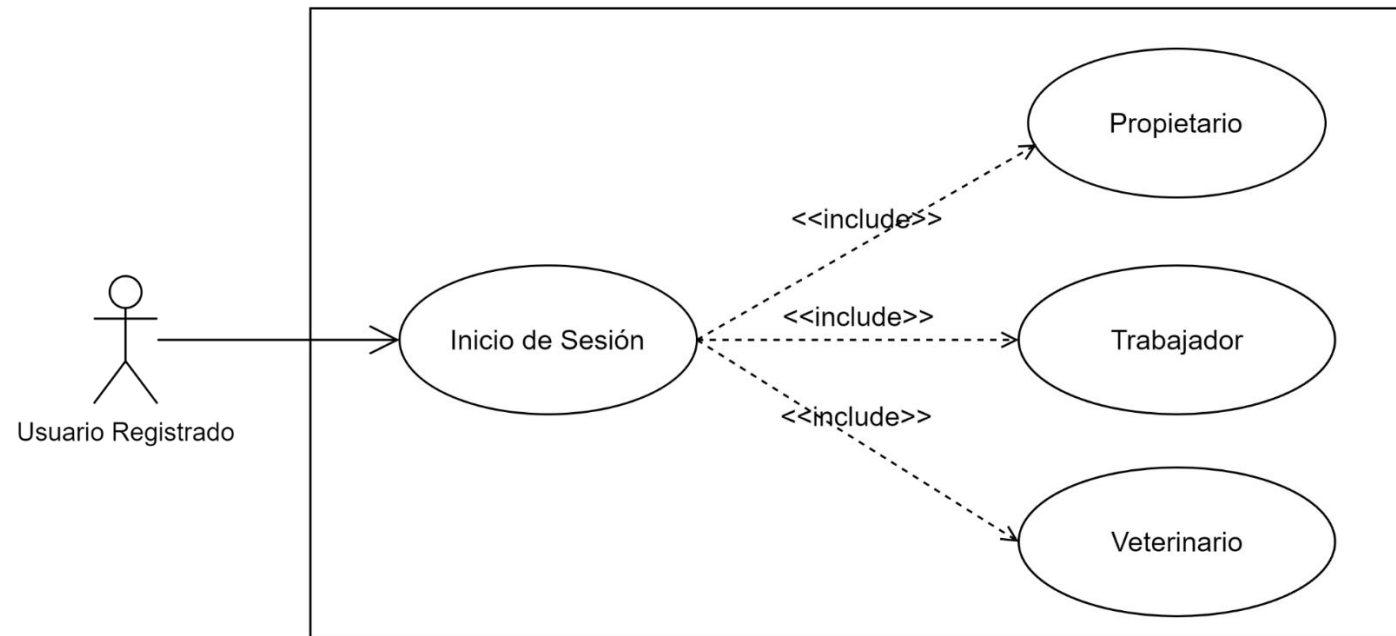 Propietario
<<include>>
<<include>>
Inicio de Sesión
Trabajador
<<include>>
Usuario Registrado
Veterinario